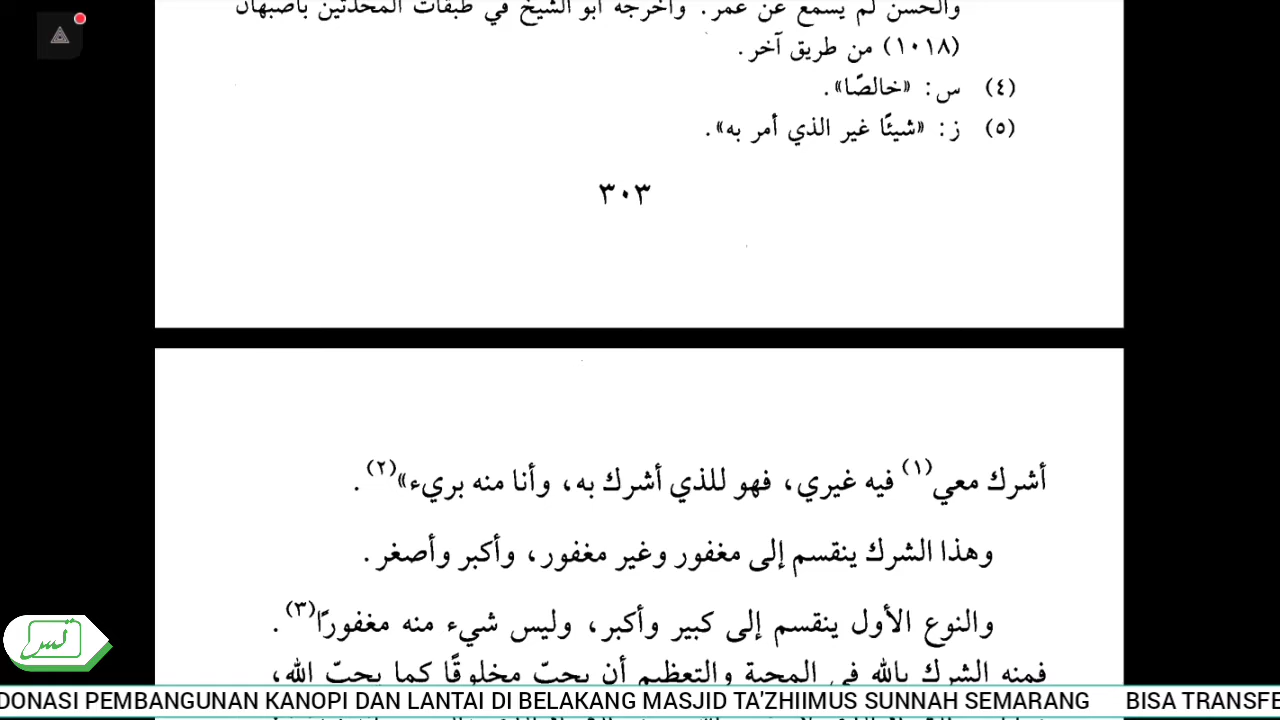 والحسن لم يسمع عن عمر. وأخرجه أبو الشيخ في طبقات المحدثين بأصبهان
(١٠١٨) من طريق آخر.
(٤) س: «خالصًا».
(٥) ز: «شيئًا غير الذي أمر به».
٣٠٣
أشرك معي(١) فيه غيري، فهو للذي أشرك به، وأنا منه بريء»(٢).
وهذا الشرك ينقسم إلى مغفور وغير مغفور، وأكبر وأصغر.
والنوع الأول ينقسم إلى كبير وأكبر، وليس شيء منه مغفورًا(٣).
فمنه الشرك بالله في المحبة والتعظيم أن يحبّ مخلوقًا كما يحبّ الله،
DONASI PEMBANGUNAN KANOPI DAN LANTAI DI BELAKANG MASJID TA'ZHIIMUS SUNNAH SEMARANG BISA TRANSFE